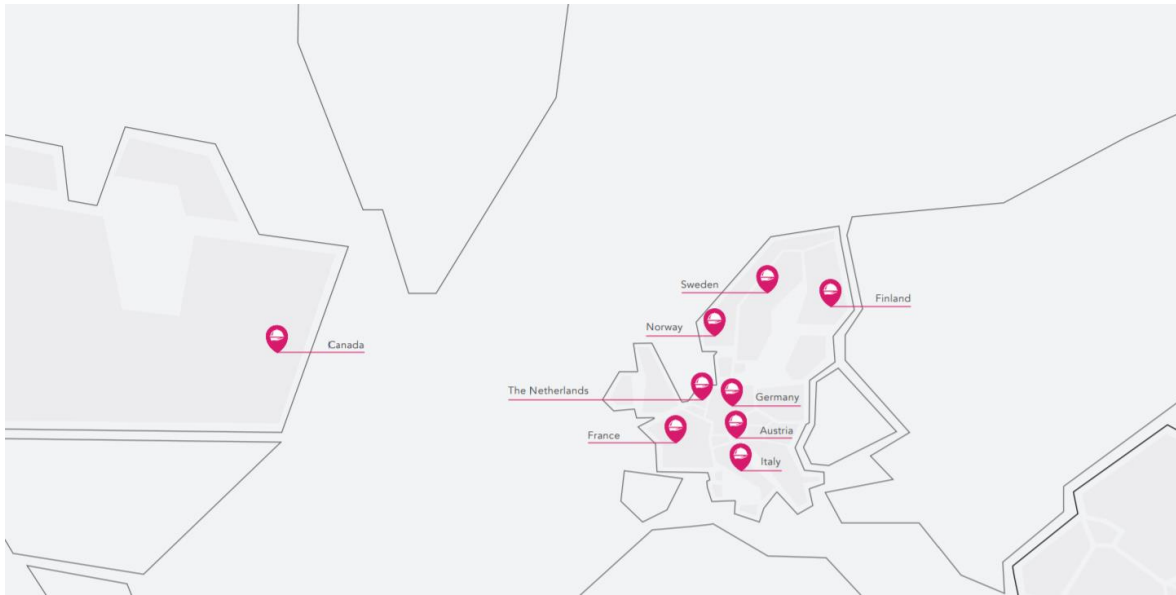 Sweden
Finland
Norway
Canada
The Netherlands
Germany
Austria
France
Italy